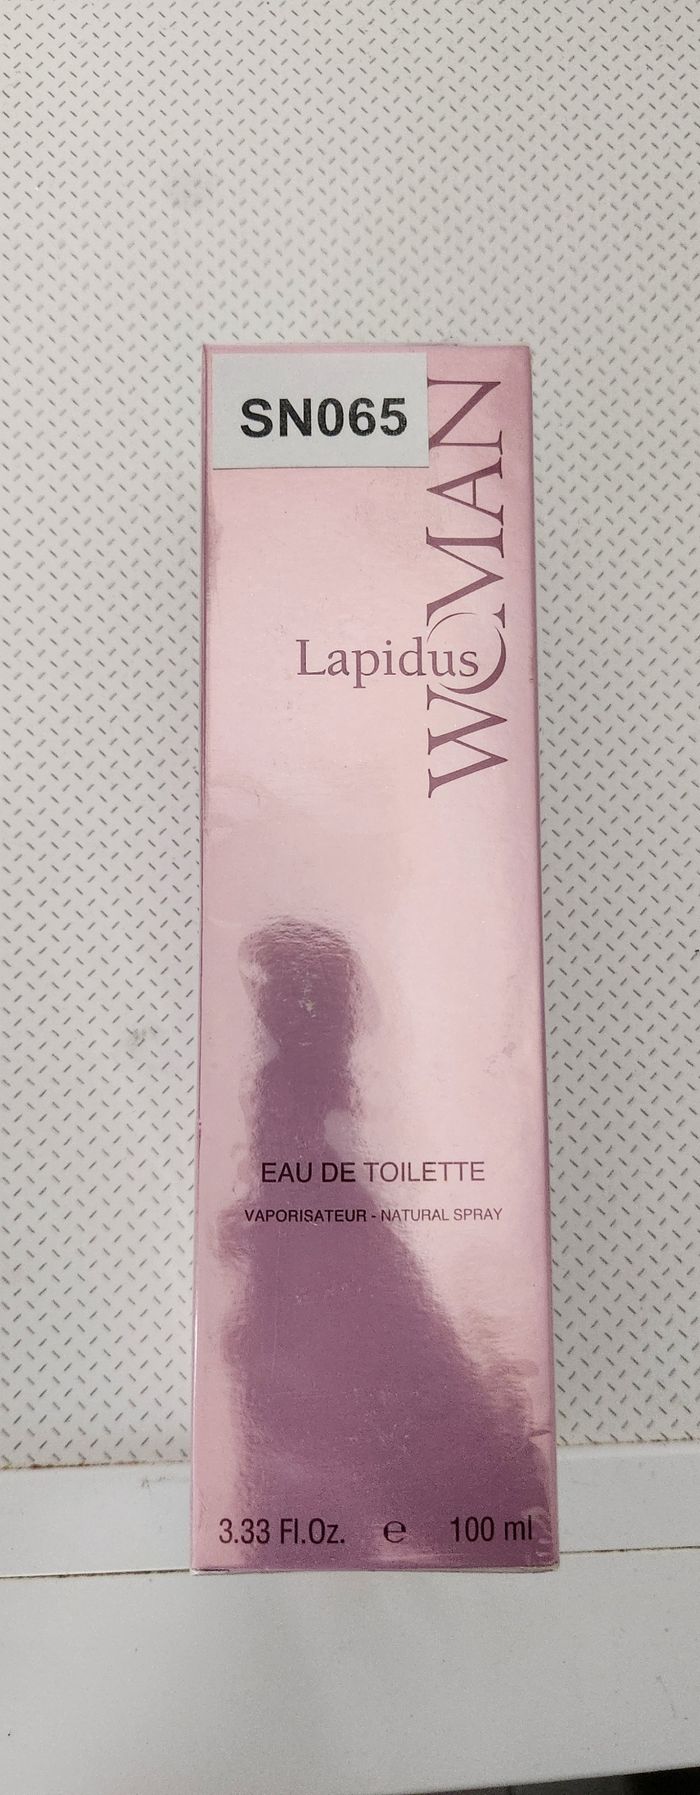 SN065
WOMAN
Lapidus
EAU DE TOILETTE
VAPORISATEUR - NATURAL SPRAY
3.33 Fl.Oz. ℮ 100 ml